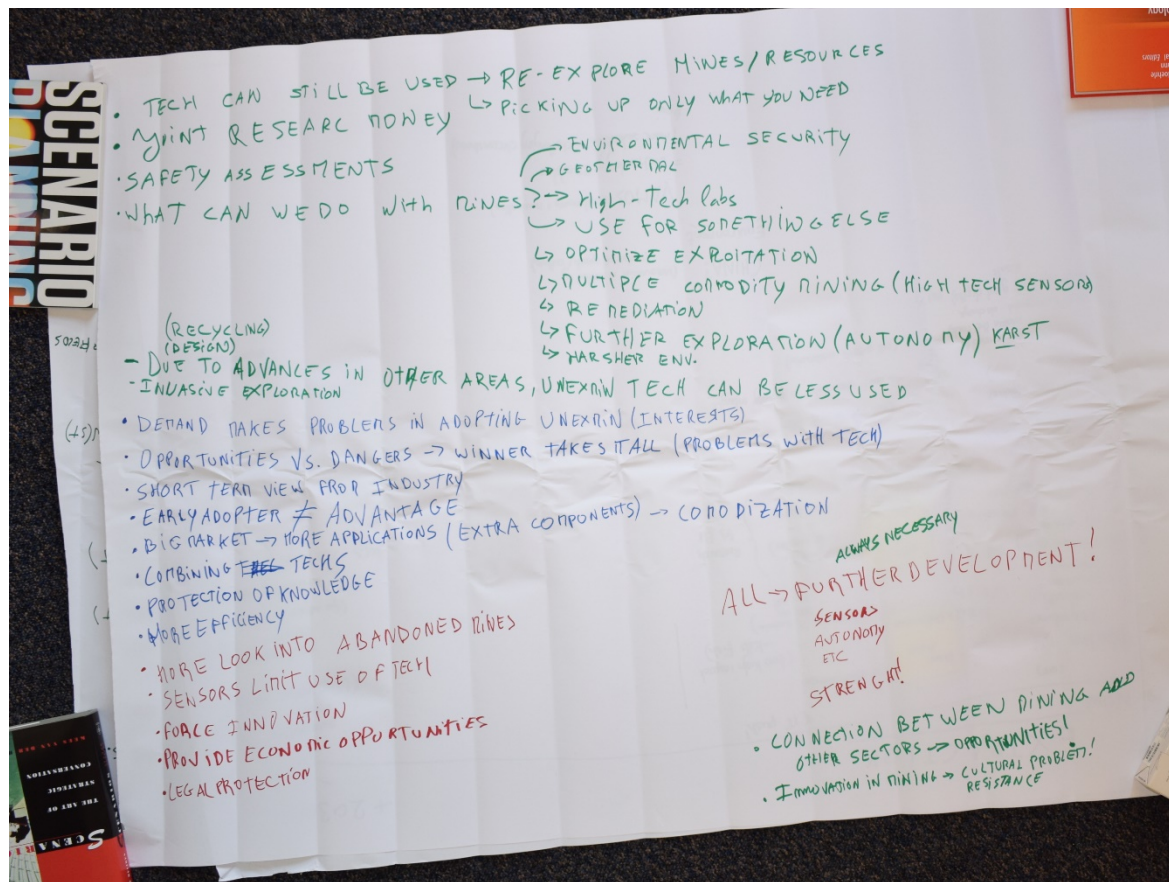 • TECH CAN STILL BE USED → RE-EXPLORE MINES/RESOURCES
↳ PICKING UP ONLY WHAT YOU NEED
• JOINT RESEARC MONEY
• SAFETY ASSESSMENTS
• WHAT CAN WE DO WITH MINES?
→ ENVIRONMENTAL SECURITY
→ GEOTHERMAL
→ HIGH-TECH labs
↳ USE FOR SOMETHING ELSE
↳ OPTIMIZE EXPLOITATION
↳ MULTIPLE COMMODITY MINING (HIGH TECH SENSORS)
↳ REMEDIATION
↳ FURTHER EXPLORATION (AUTONOMY) KARST
↳ HARSHER ENV.
(RECYCLING)
(DESIGN)
- DUE TO ADVANCES IN OTHER AREAS, UNEXMIN TECH CAN BE LESS USED
- INVASIVE EXPLORATION
• DEMAND MAKES PROBLEMS IN ADOPTING UNEXMIN (INTERESTS)
• OPPORTUNITIES VS. DANGERS → WINNER TAKES IT ALL (PROBLEMS WITH TECH)
• SHORT TERM VIEW FROM INDUSTRY
• EARLY ADOPTER ≠ ADVANTAGE
• BIG MARKET → MORE APPLICATIONS (EXTRA COMPONENTS) → COMODIZATION
• COMBINING TECHS
• PROTECTION OF KNOWLEDGE
• MORE EFFICIENCY
• MORE LOOK INTO ABANDONED MINES
• SENSORS LIMIT USE OF TECH
• FORCE INNOVATION
• PROVIDE ECONOMIC OPPORTUNITIES
• LEGAL PROTECTION
ALWAYS NECESSARY
ALL → FURTHER DEVELOPMENT!
SENSORS
AUTONOMY
ETC
STRENGHT!
• CONNECTION BETWEEN MINING AND
OTHER SECTORS → OPPORTUNITIES!
• INNOVATION IN MINING → CULTURAL PROBLEM!
RESISTANCE
SCENARIO
PLANNING
KEES VAN DER
THE ART OF
STRATEGIC
CONVERSATION